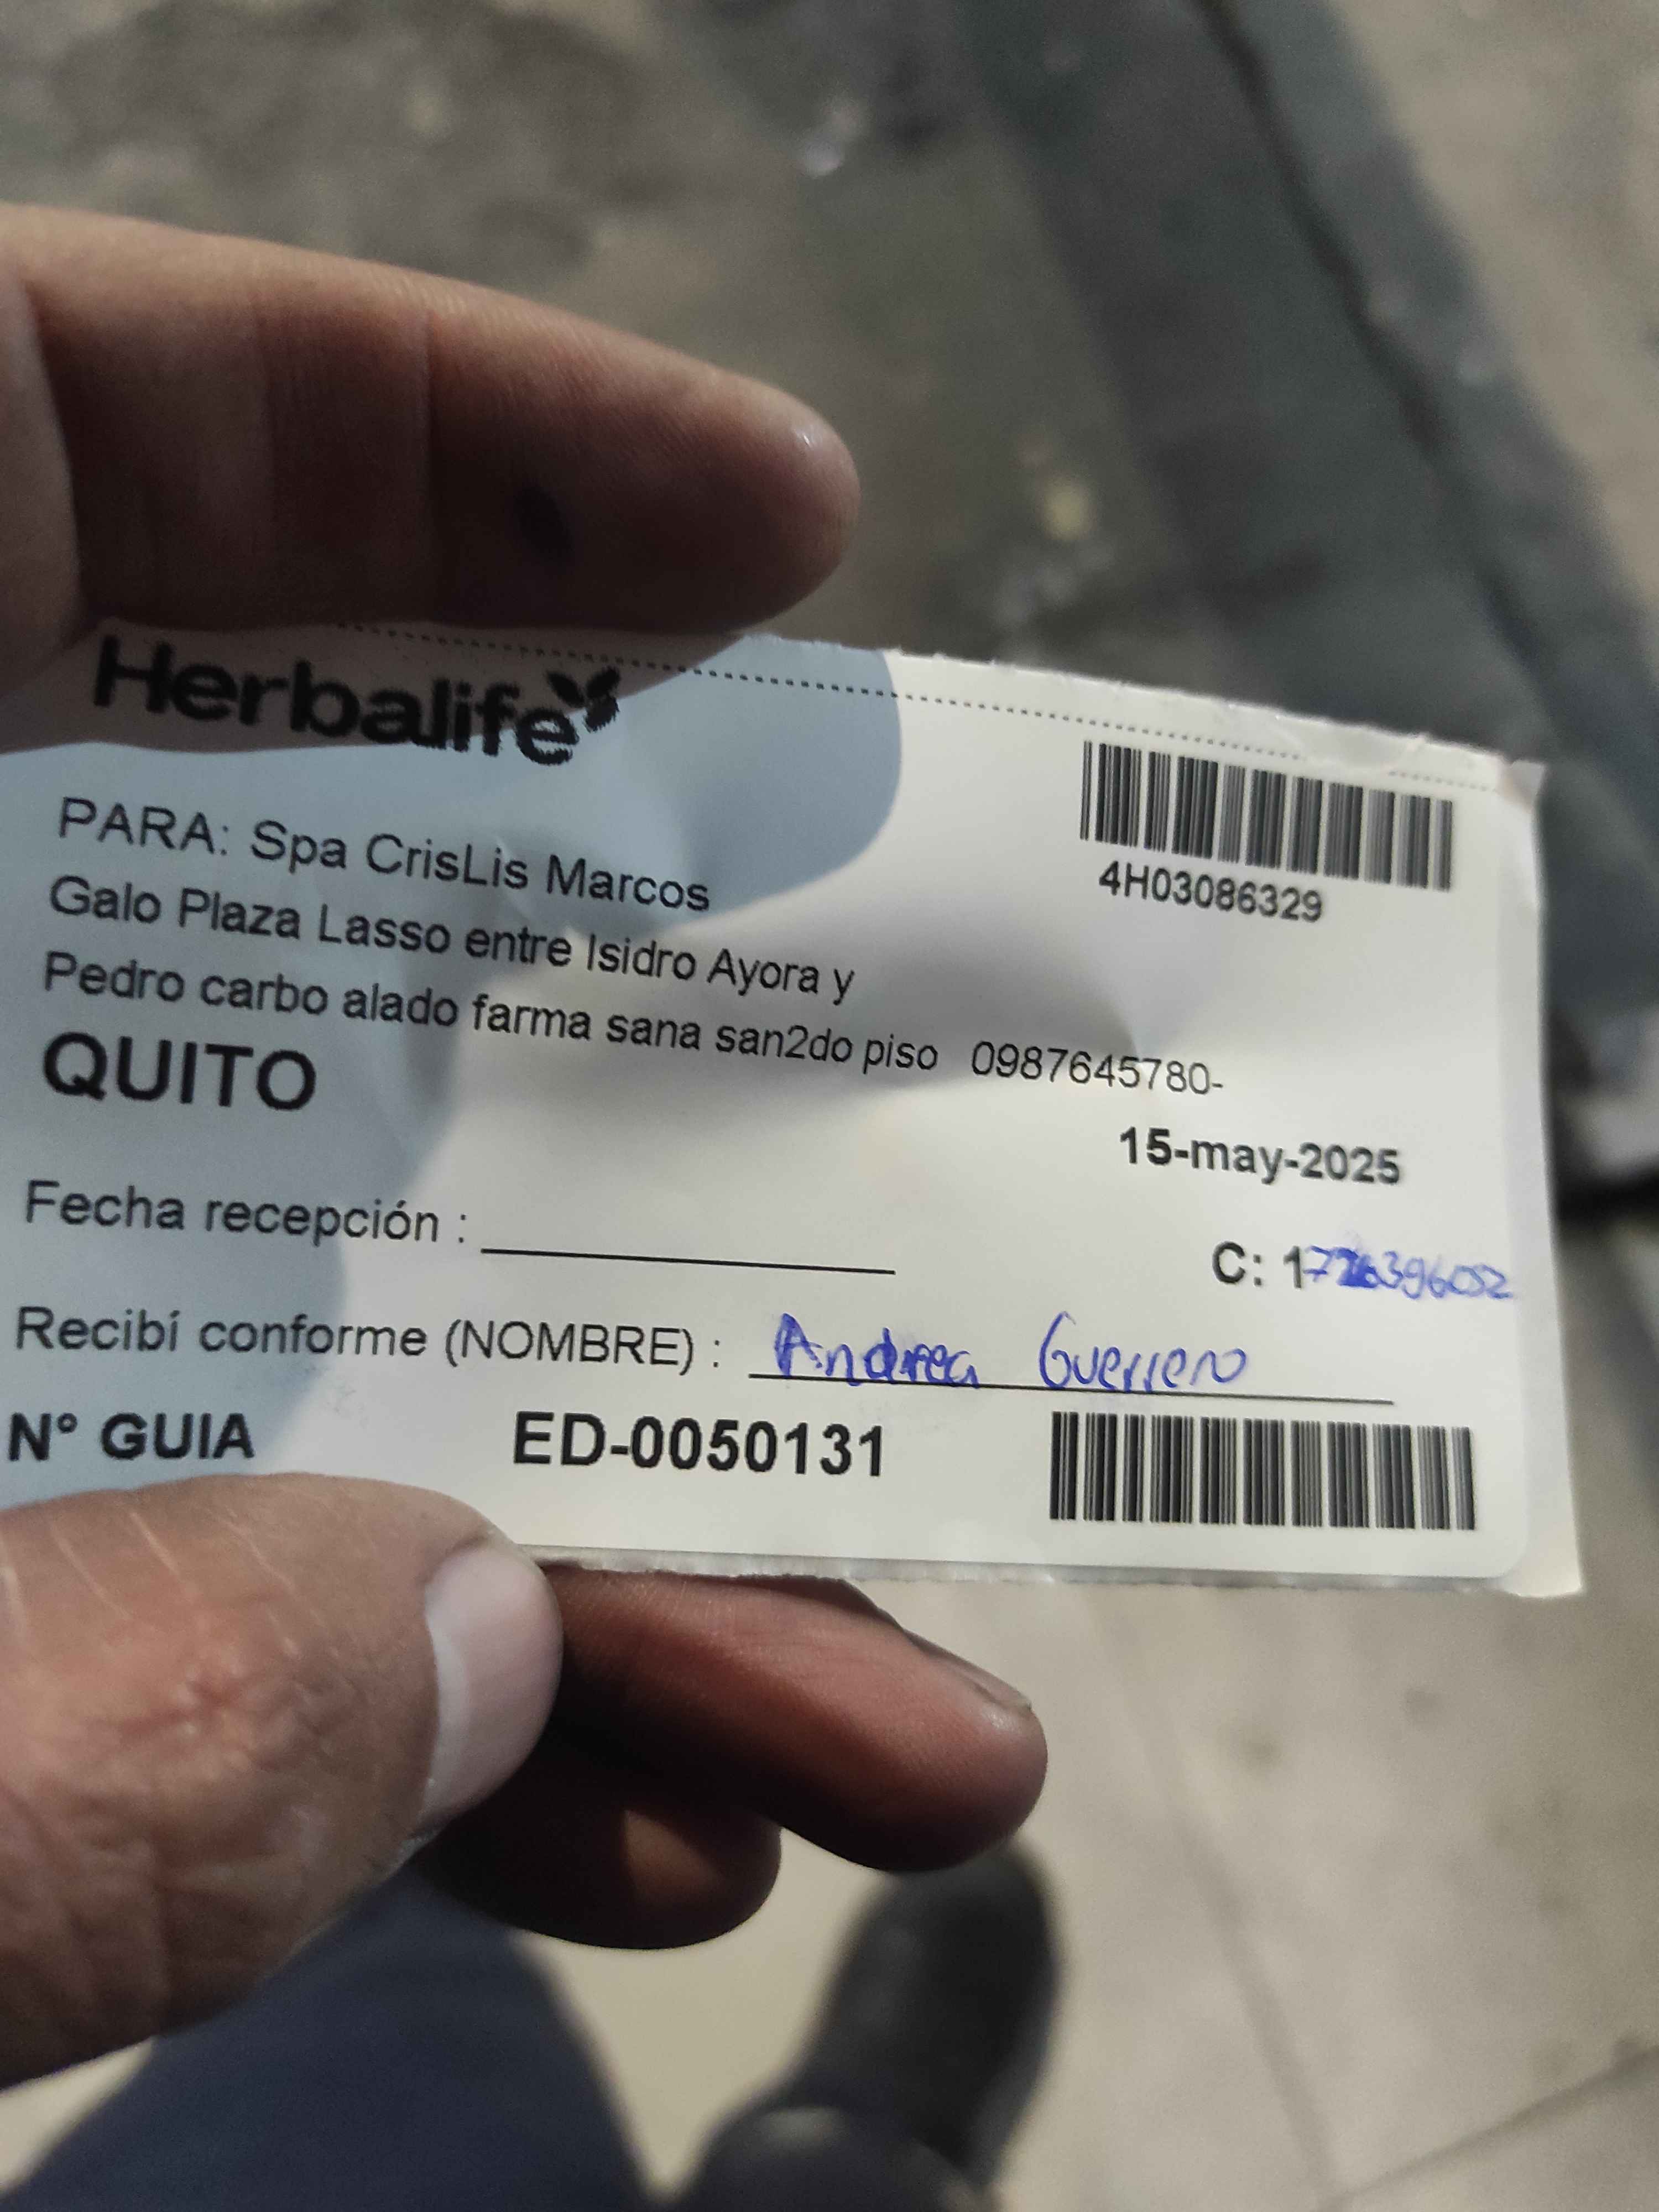 Herbalife
4H03086329
PARA: Spa CrisLis Marcos
Galo Plaza Lasso entre Isidro Ayora y
Pedro carbo alado farma sana san2do piso 0987645780-
QUITO
15-may-2025
Fecha recepción :
C: 1
Recibí conforme (NOMBRE) : Andrea Guerrero
N° GUIA ED-0050131